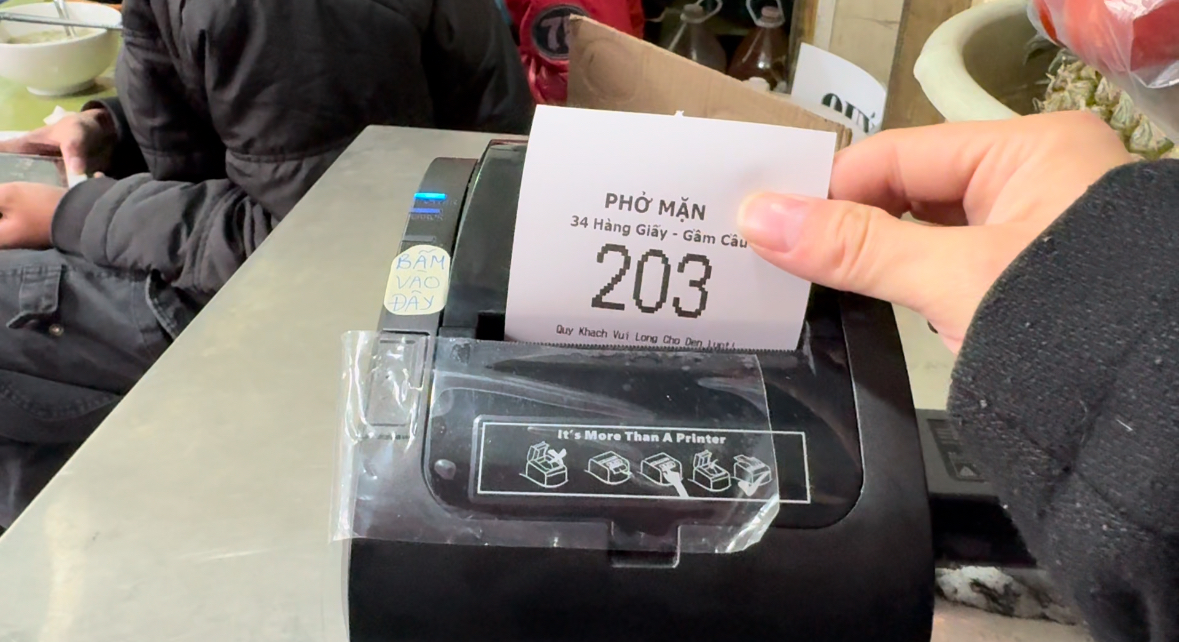 PHỞ MẶN
34 Hàng Giấy - Gầm Cầu
203
Quy Khach Vui Long Cho Den Luot
BẤM
VÀO
ĐÂY
It's More Than A Printer